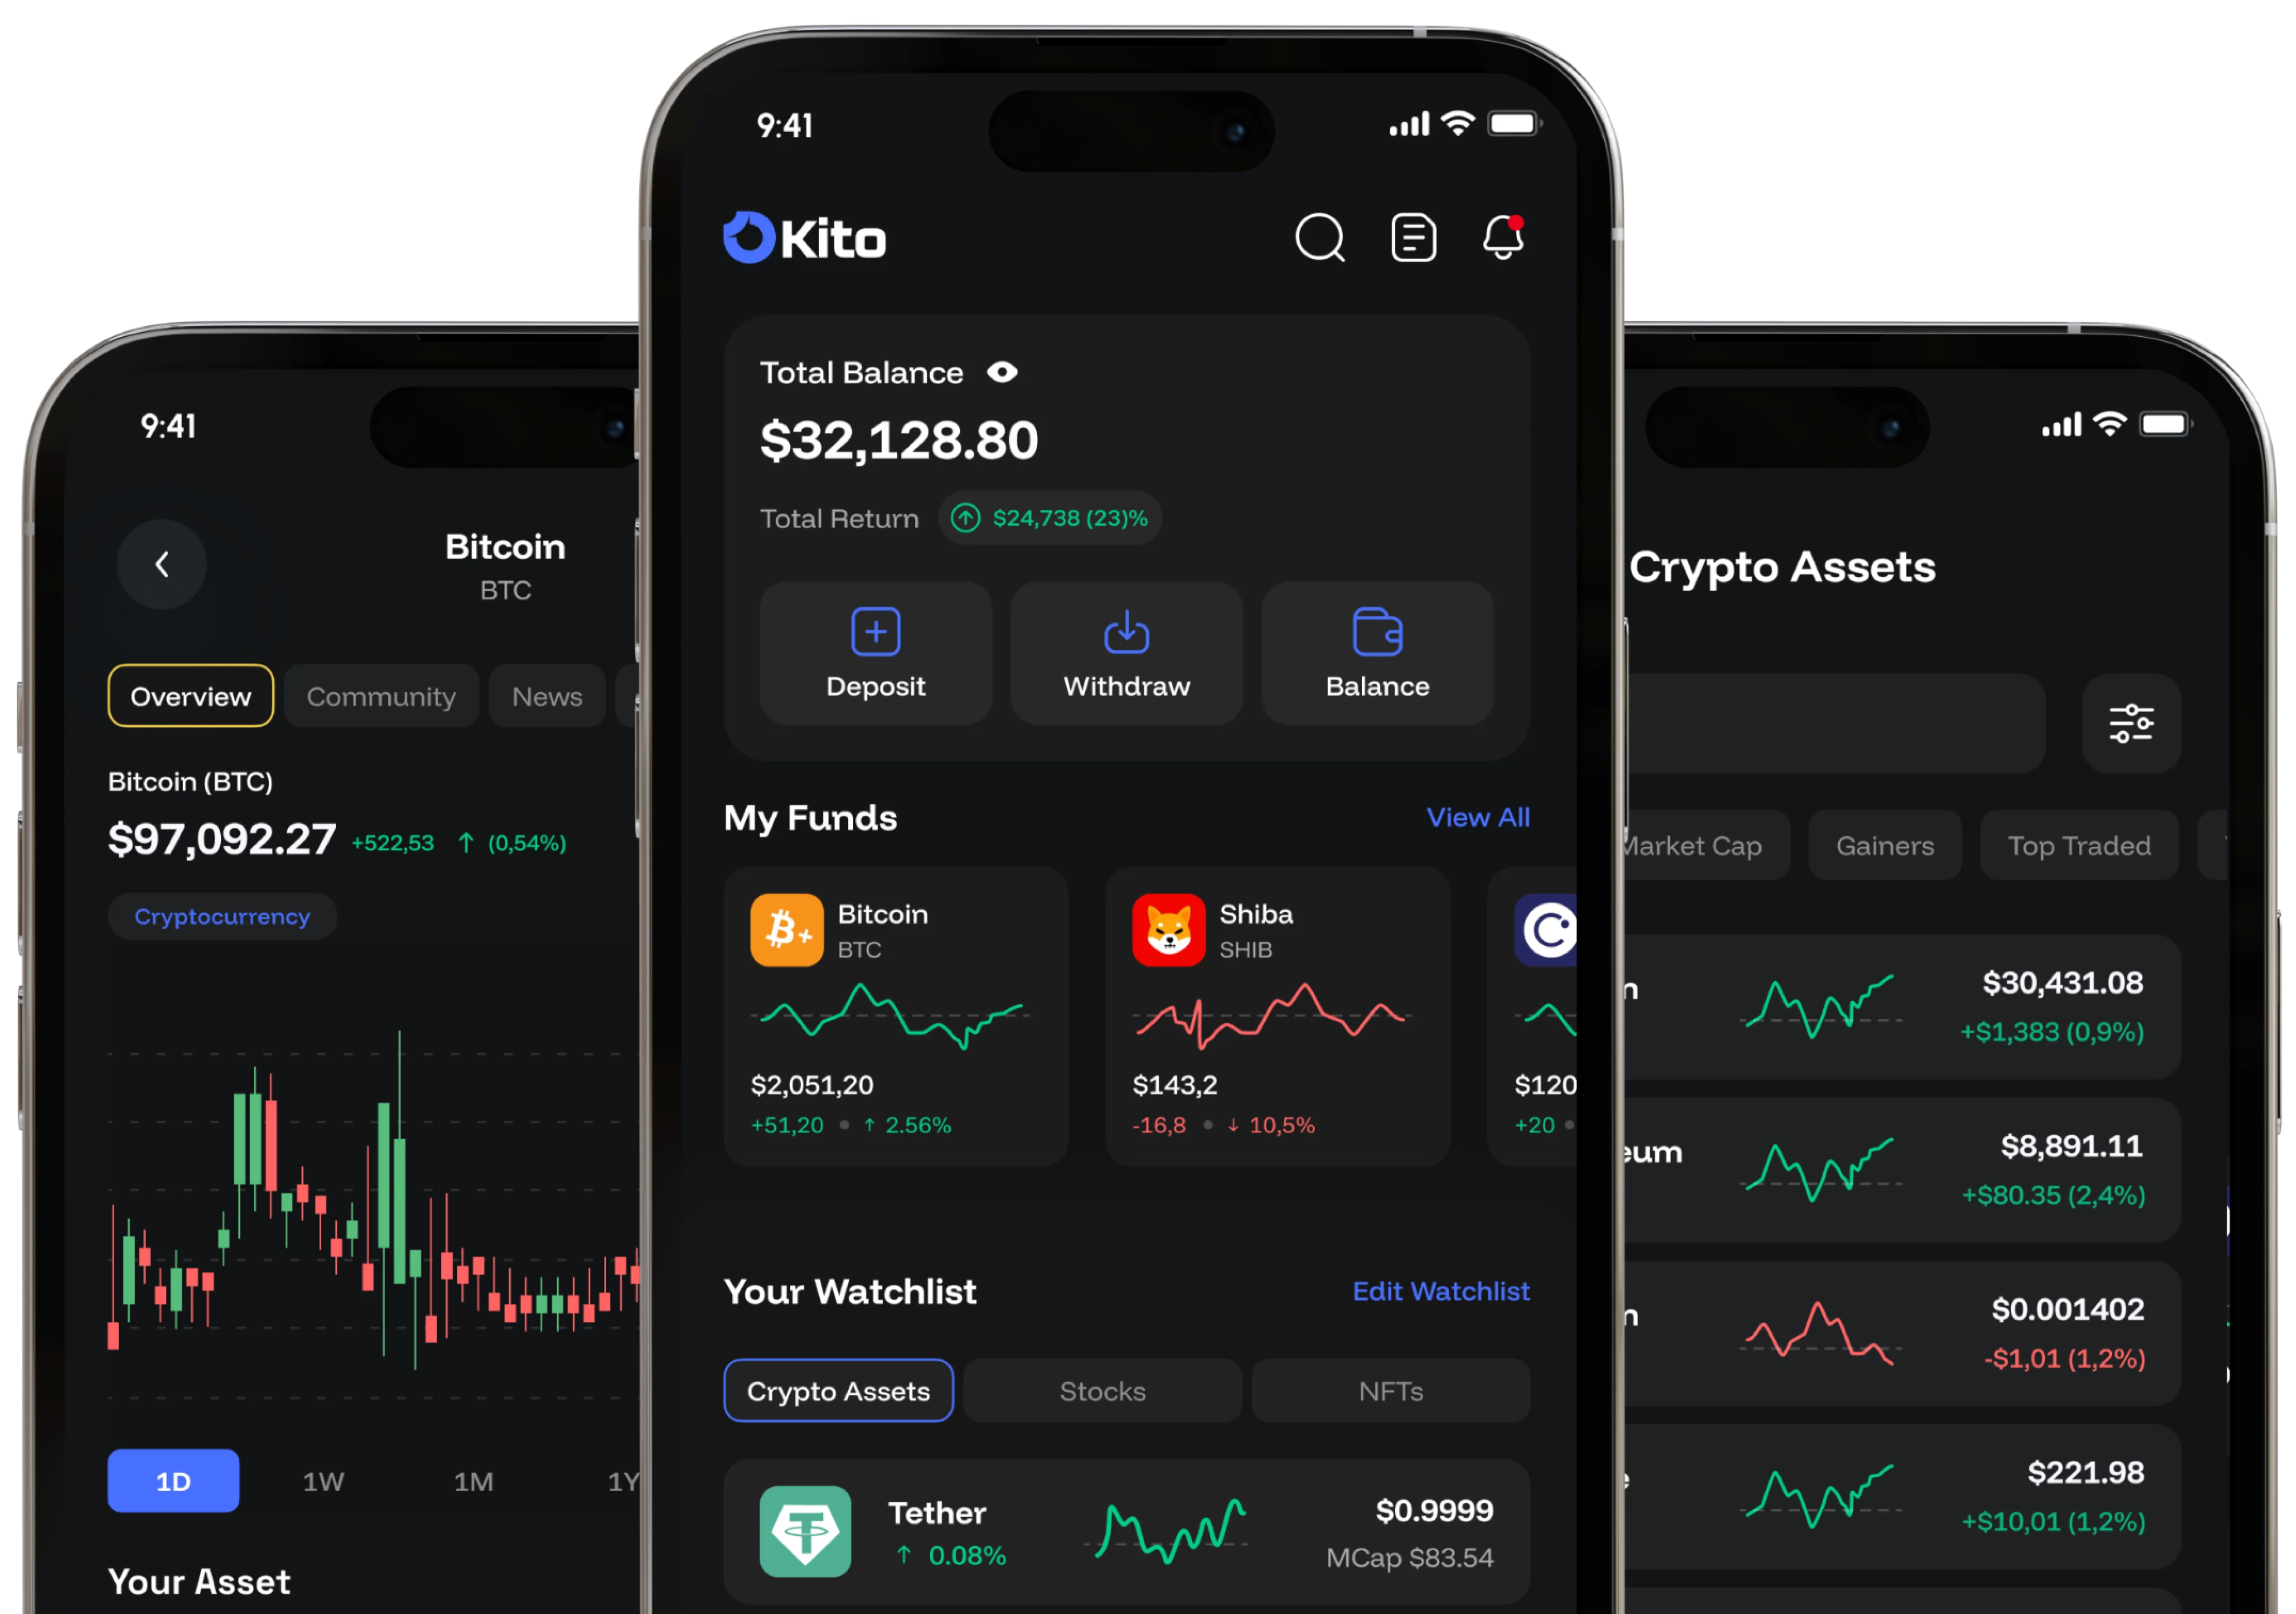 9:41
Bitcoin
BTC
Overview Community News
Bitcoin (BTC)
$97,092.27 +522,53 ↑ (0,54%)
Cryptocurrency
1D 1W 1M 1Y
Your Asset
9:41
Kito
Total Balance
$32,128.80
Total Return $24,738 (23)%
Deposit Withdraw Balance
My Funds View All
Bitcoin
BTC
$2,051,20
+51,20 • ↑ 2.56%
Shiba
SHIB
$143,2
-16,8 • ↓ 10,5%
$120
+20 •
Your Watchlist Edit Watchlist
Crypto Assets Stocks NFTs
Tether
↑ 0.08%
$0.9999
MCap $83.54
Crypto Assets
Market Cap Gainers Top Traded
$30,431.08
+$1,383 (0,9%)
eum
$8,891.11
+$80.35 (2,4%)
$0.001402
-$1,01 (1,2%)
$221.98
+$10,01 (1,2%)